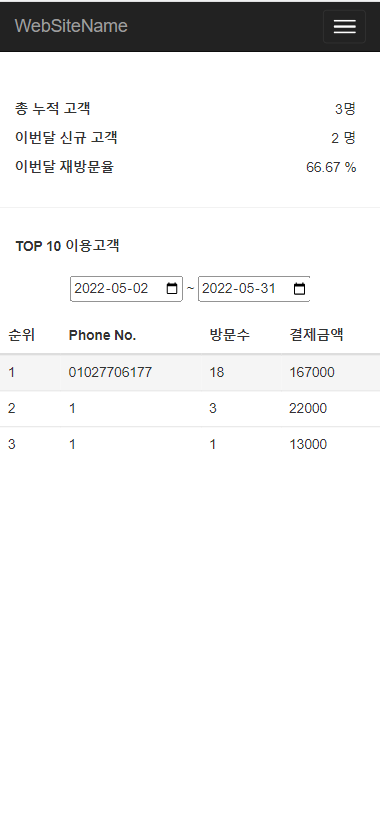 WebSiteName
총 누적 고객 3명
이번달 신규 고객 2 명
이번달 재방문율 66.67 %
TOP 10 이용고객
2022-05-02 ~ 2022-05-31
순위 Phone No. 방문수 결제금액
1 01027706177 18 167000
2 1 3 22000
3 1 1 13000